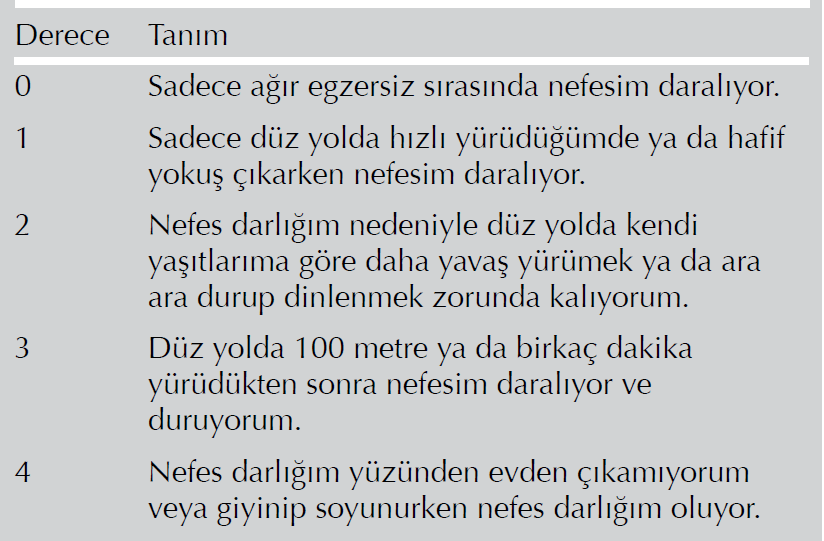 Derece Tanım
0 Sadece ağır egzersiz sırasında nefesim daralıyor.
1 Sadece düz yolda hızlı yürüdüğümde ya da hafif
yokuş çıkarken nefesim daralıyor.
2 Nefes darlığım nedeniyle düz yolda kendi
yaşıtlarıma göre daha yavaş yürümek ya da ara
ara durup dinlenmek zorunda kalıyorum.
3 Düz yolda 100 metre ya da birkaç dakika
yürüdükten sonra nefesim daralıyor ve
duruyorum.
4 Nefes darlığım yüzünden evden çıkamıyorum
veya giyinip soyunurken nefes darlığım oluyor.